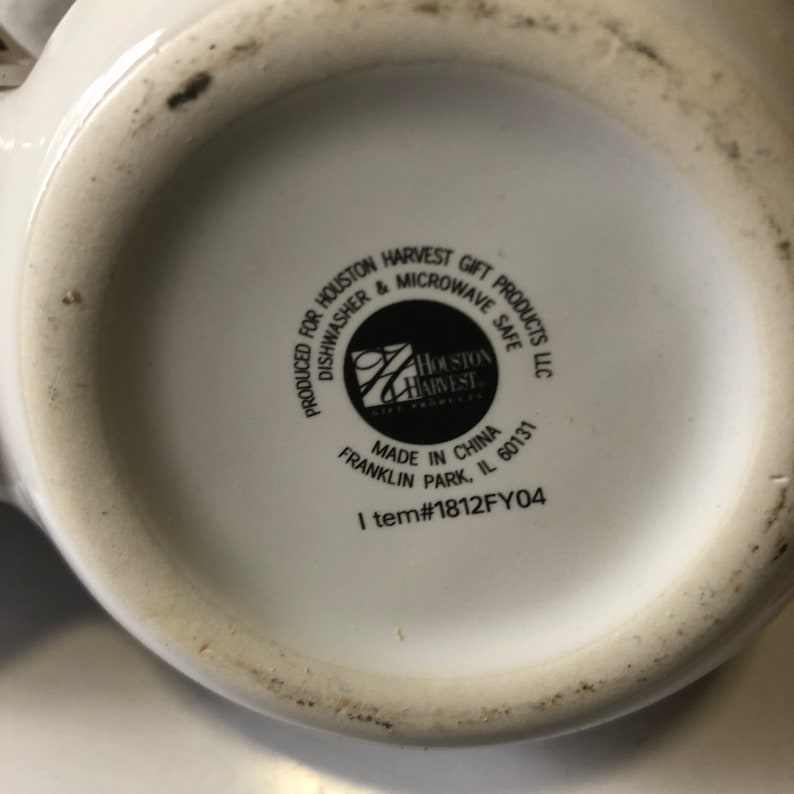 PRODUCED FOR HOUSTON HARVEST GIFT PRODUCTS LLC
DISHWASHER & MICROWAVE SAFE
H HOUSTON
HARVEST®
GIFT PRODUCTS
MADE IN CHINA
FRANKLIN PARK, IL 60131
I tem#1812FY04